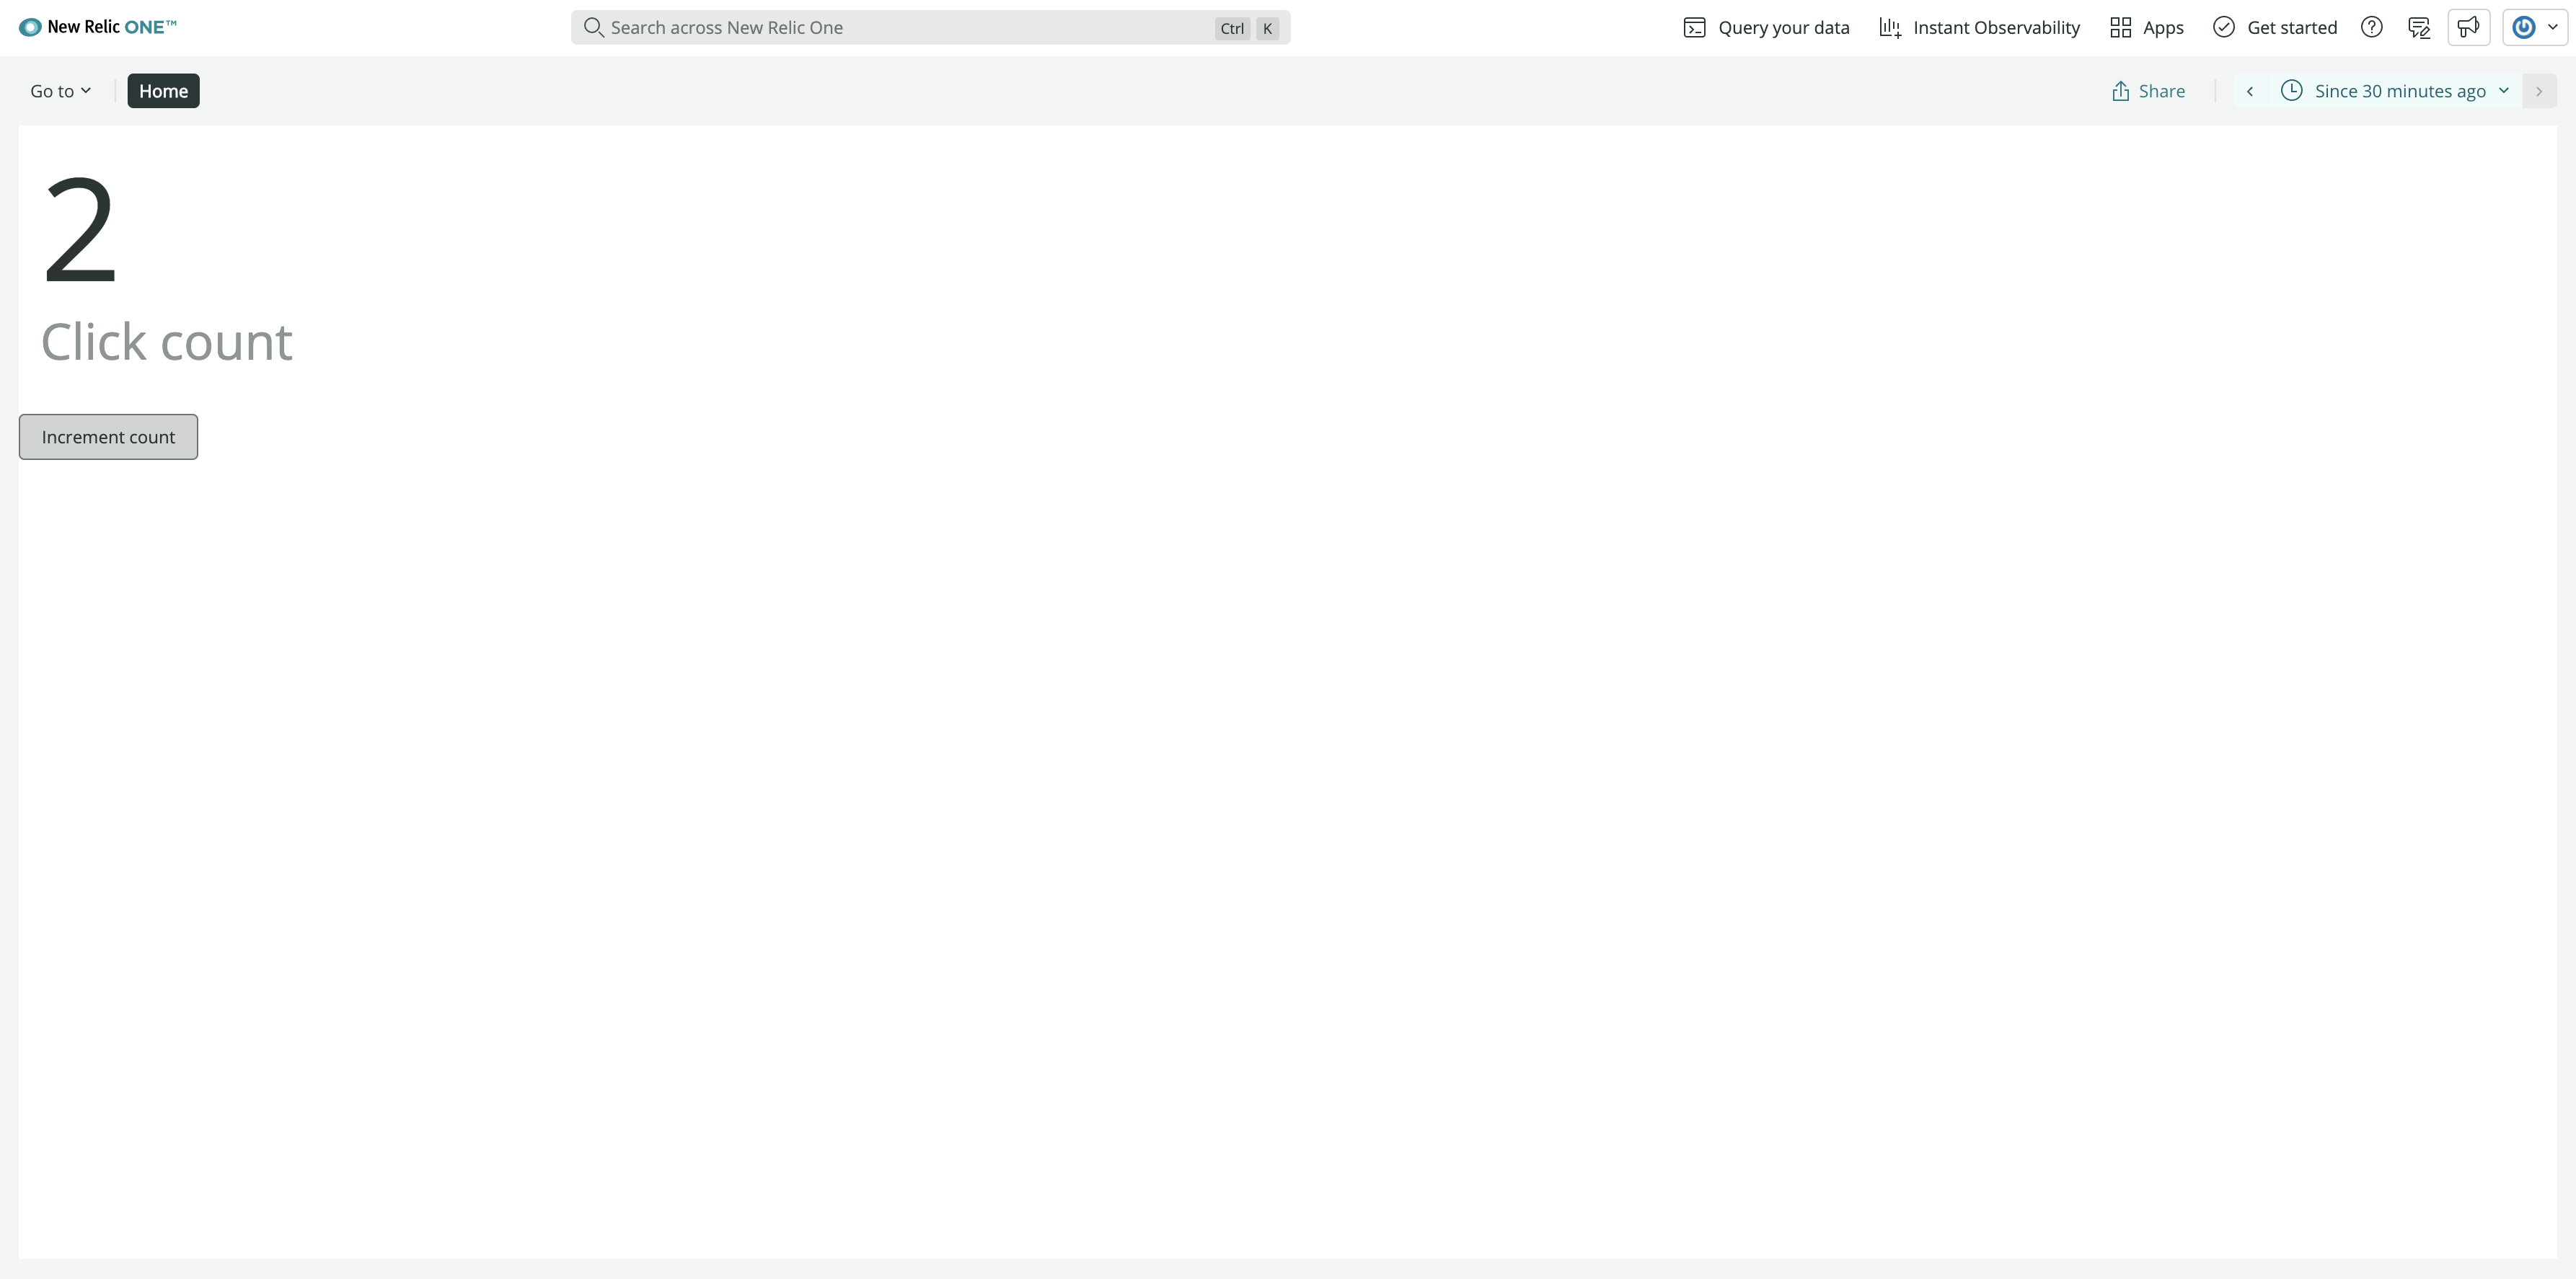 New Relic ONE™
Search across New Relic One
Ctrl K
Query your data
Instant Observability
Apps
Get started
Go to
Home
Share
Since 30 minutes ago
2
Click count
Increment count